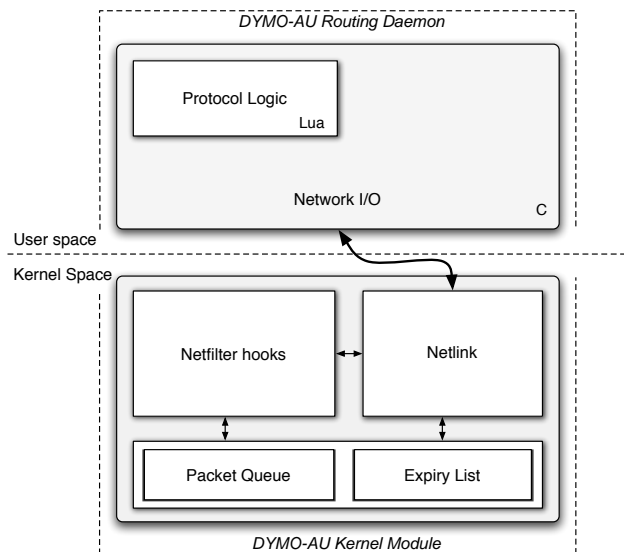 DYMO-AU Routing Daemon
Protocol Logic
Lua
Network I/O
C
User space
Kernel Space
Netfilter hooks
Netlink
Packet Queue
Expiry List
DYMO-AU Kernel Module